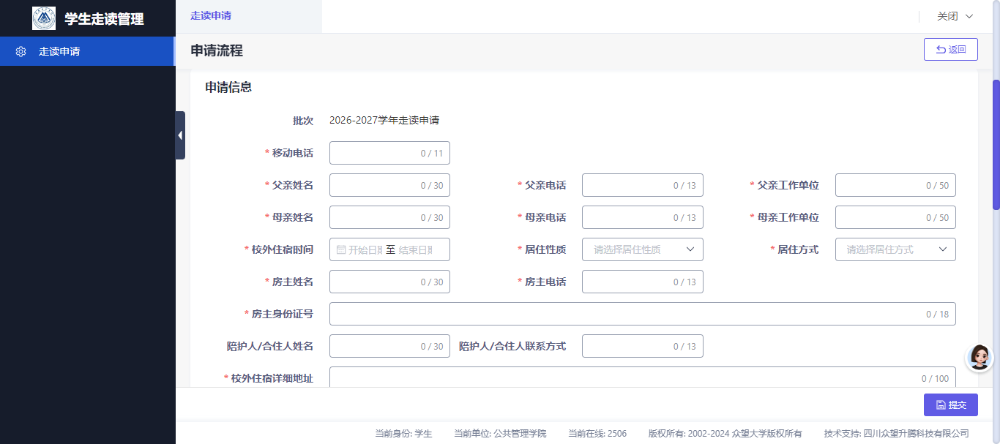 学生走读管理
走读申请
关闭
走读申请
申请流程
返回
申请信息
批次 2026-2027学年走读申请
* 移动电话 0 / 11
* 父亲姓名 0 / 30 * 父亲电话 0 / 13 * 父亲工作单位 0 / 50
* 母亲姓名 0 / 30 * 母亲电话 0 / 13 * 母亲工作单位 0 / 50
* 校外住宿时间 开始日期 至 结束日期 * 居住性质 请选择居住性质 * 居住方式 请选择居住方式
* 房主姓名 0 / 30 * 房主电话 0 / 13
* 房主身份证号 0 / 18
陪护人/合住人姓名 0 / 30 陪护人/合住人联系方式 0 / 13
* 校外住宿详细地址 0 / 100
提交
当前身份: 学生 当前单位: 公共管理学院 当前在线: 2506 版权所有: 2002-2024 众望大学版权所有 技术支持: 四川众望升腾科技有限公司